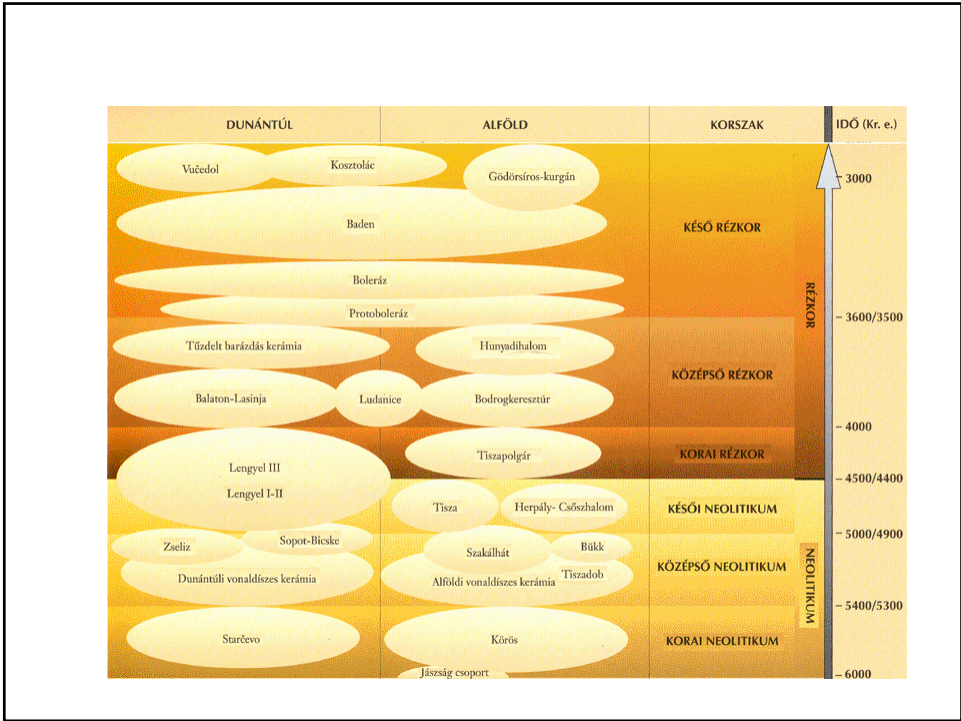 DUNÁNTÚL ALFÖLD KORSZAK IDŐ (Kr. e.)
Vučedol Kosztolác Gödörsíros-kurgán 3000
Baden KÉSŐ RÉZKOR
Boleráz
RÉZKOR
Protoboleráz 3600/3500
Tűzdelt barázdás kerámia Hunyadihalom
KÖZÉPSŐ RÉZKOR
Balaton-Lasinja Ludanice Bodrogkeresztúr
4000
Tiszapolgár KORAI RÉZKOR
Lengyel III
4500/4400
Lengyel I-II
Tisza Herpály- Csőszhalom KÉSŐI NEOLITIKUM
5000/4900
Zseliz Sopot-Bicske Szakálhát Bükk
KÖZÉPSŐ NEOLITIKUM
NEOLITIKUM
Dunántúli vonaldíszes kerámia Alföldi vonaldíszes kerámia Tiszadob
5400/5300
Starčevo Körös KORAI NEOLITIKUM
Jászság csoport 6000